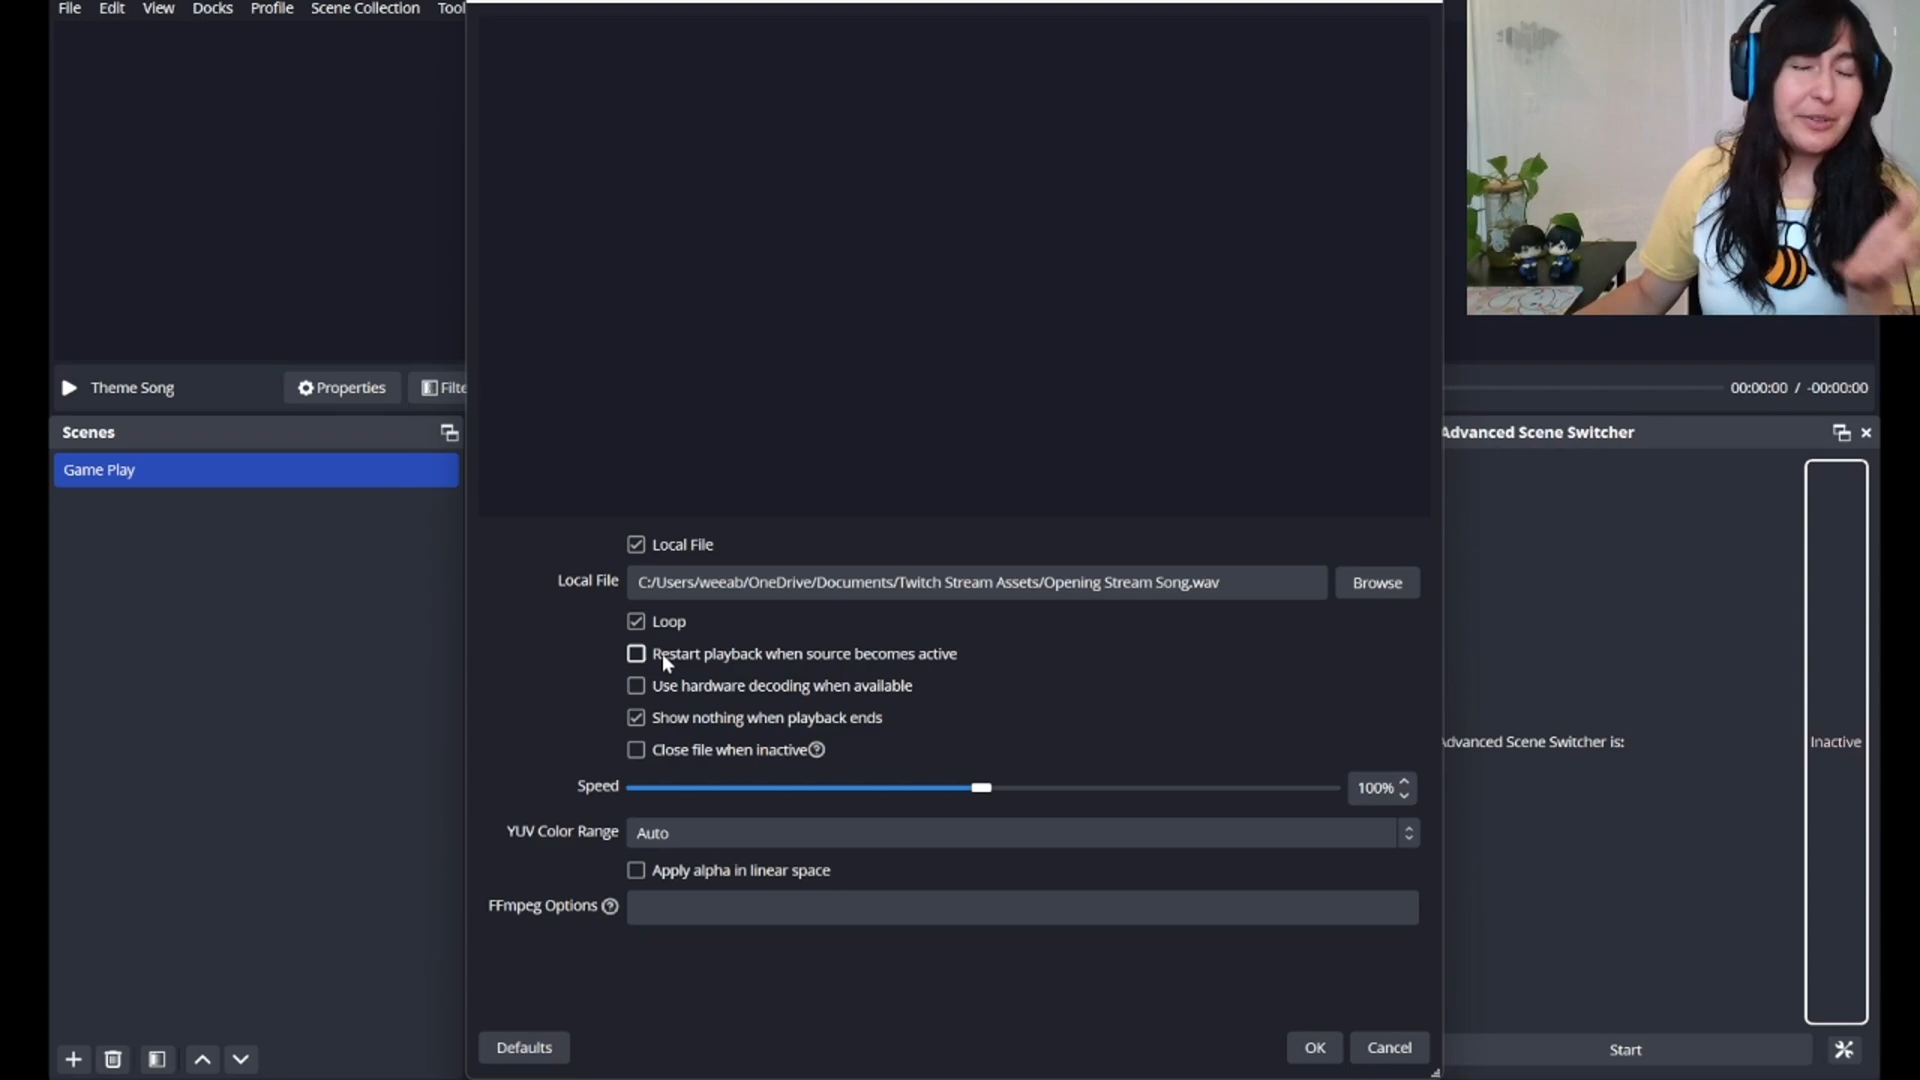 File Edit View Docks Profile Scene Collection Tool
Theme Song Properties Filte 00:00:00 / -00:00:00
Scenes
Game Play
Local File
Local File C:/Users/weeab/OneDrive/Documents/Twitch Stream Assets/Opening Stream Song.wav Browse
Loop
Restart playback when source becomes active
Use hardware decoding when available
Show nothing when playback ends
Close file when inactive
Speed 100%
YUV Color Range Auto
Apply alpha in linear space
FFmpeg Options
Defaults OK Cancel
Advanced Scene Switcher
Advanced Scene Switcher is: Inactive
Start